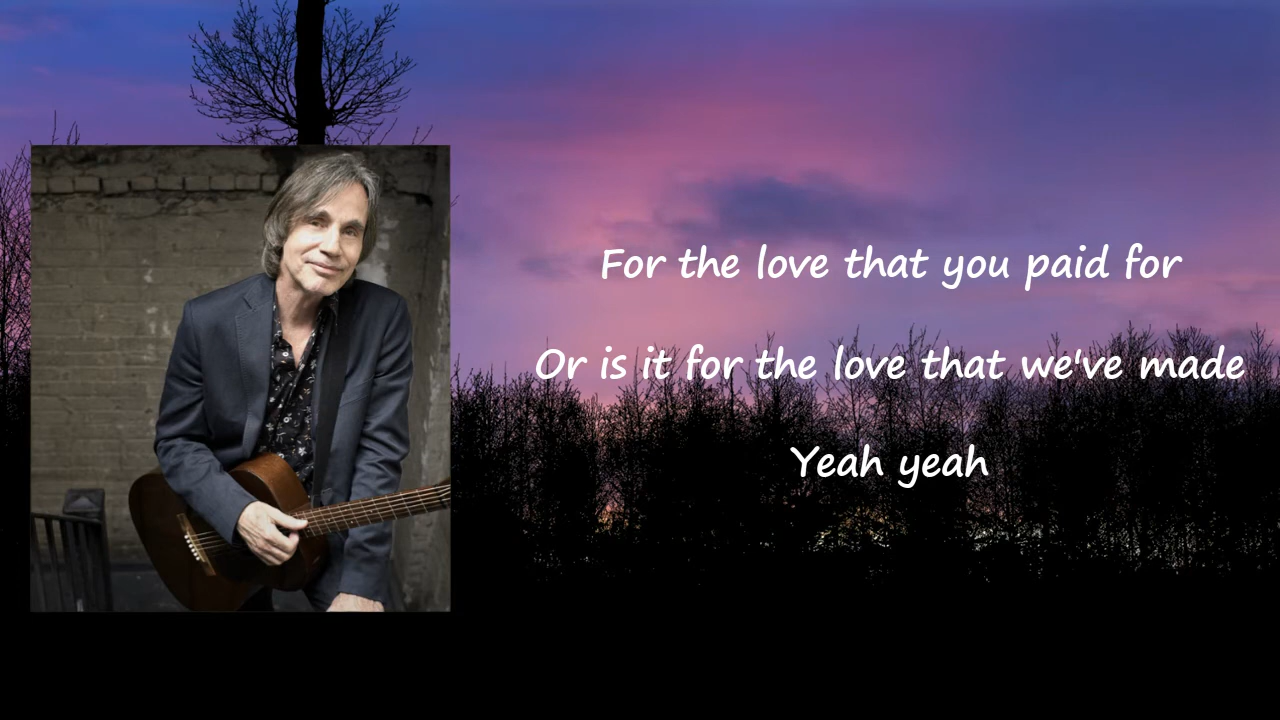 For the love that you paid for
Or is it for the love that we've made
Yeah yeah